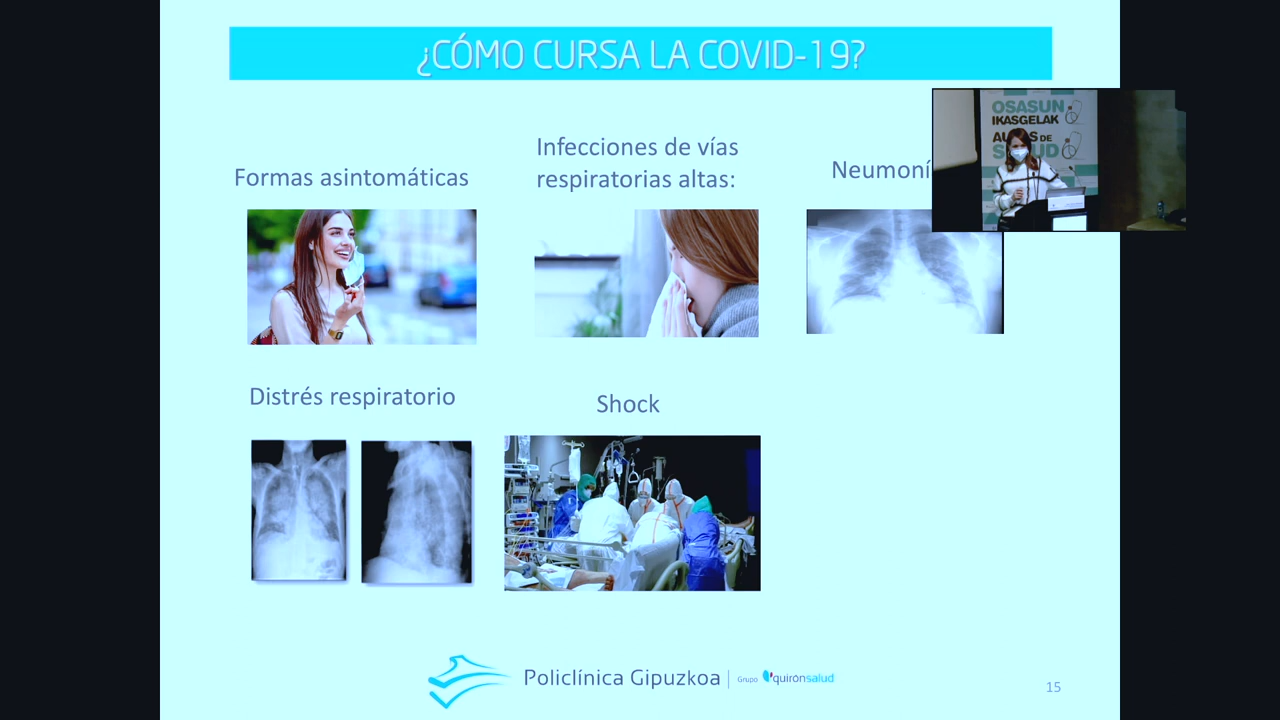 ¿CÓMO CURSA LA COVID-19?
OSASUN
IKASGELAK
DE
Formas asintomáticas
Infecciones de vías
respiratorias altas:
Neumoní
Distrés respiratorio
Shock
Policlínica Gipuzkoa
Grupo quirónsalud
15